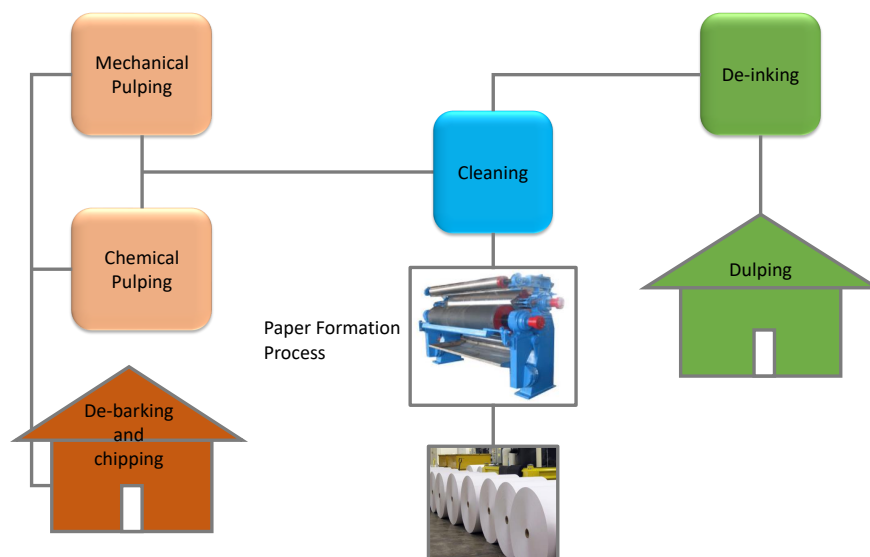 Mechanical
Pulping
De-inking
Cleaning
Chemical
Pulping
Dulping
Paper Formation
Process
De-barking
and
chipping